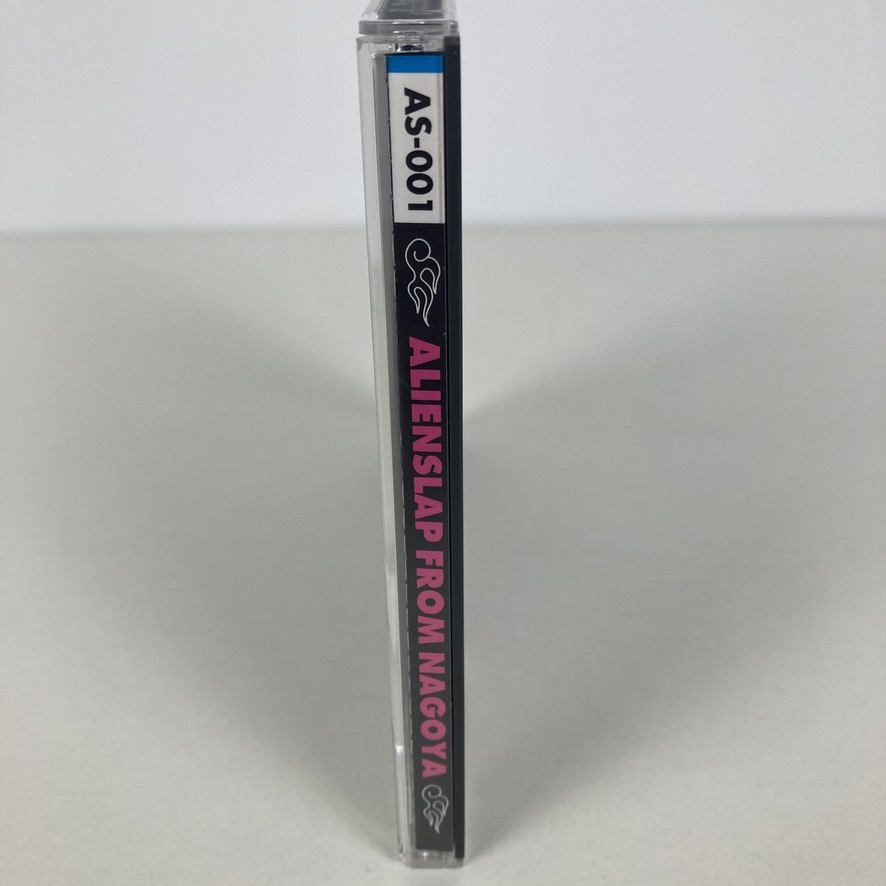 AS-001
ALIENSLAP FROM NAGOYA